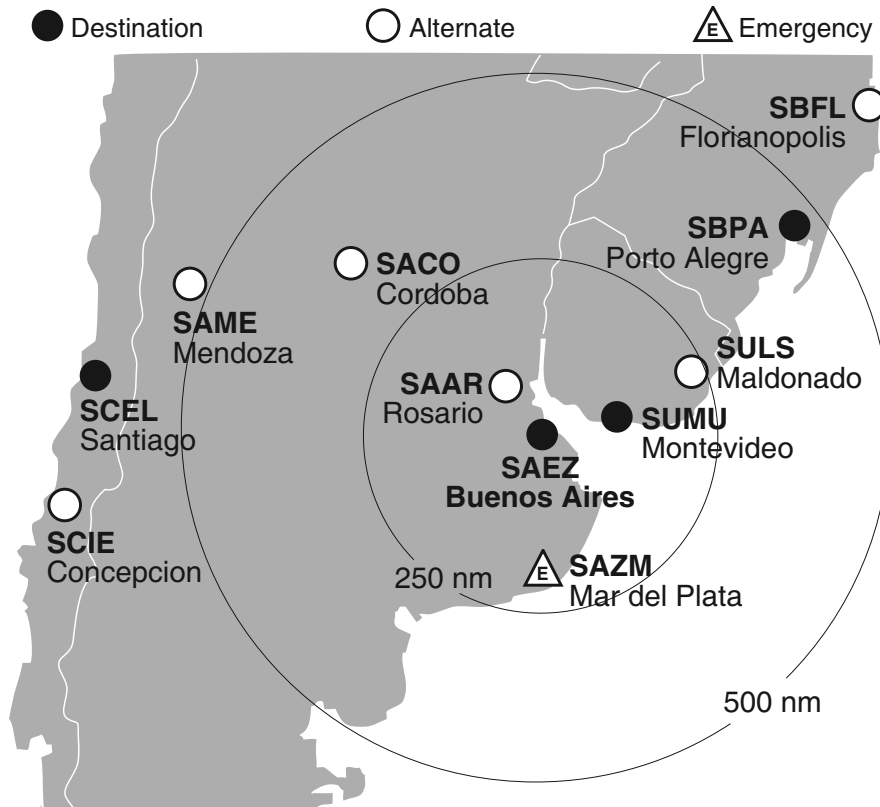 Destination
Alternate
E Emergency
SBFL
Florianopolis
SBPA
Porto Alegre
SACO
Cordoba
SAME
Mendoza
SULS
Maldonado
SAAR
Rosario
SCEL
Santiago
SUMU
Montevideo
SAEZ
Buenos Aires
SCIE
Concepcion
250 nm
E
SAZM
Mar del Plata
500 nm